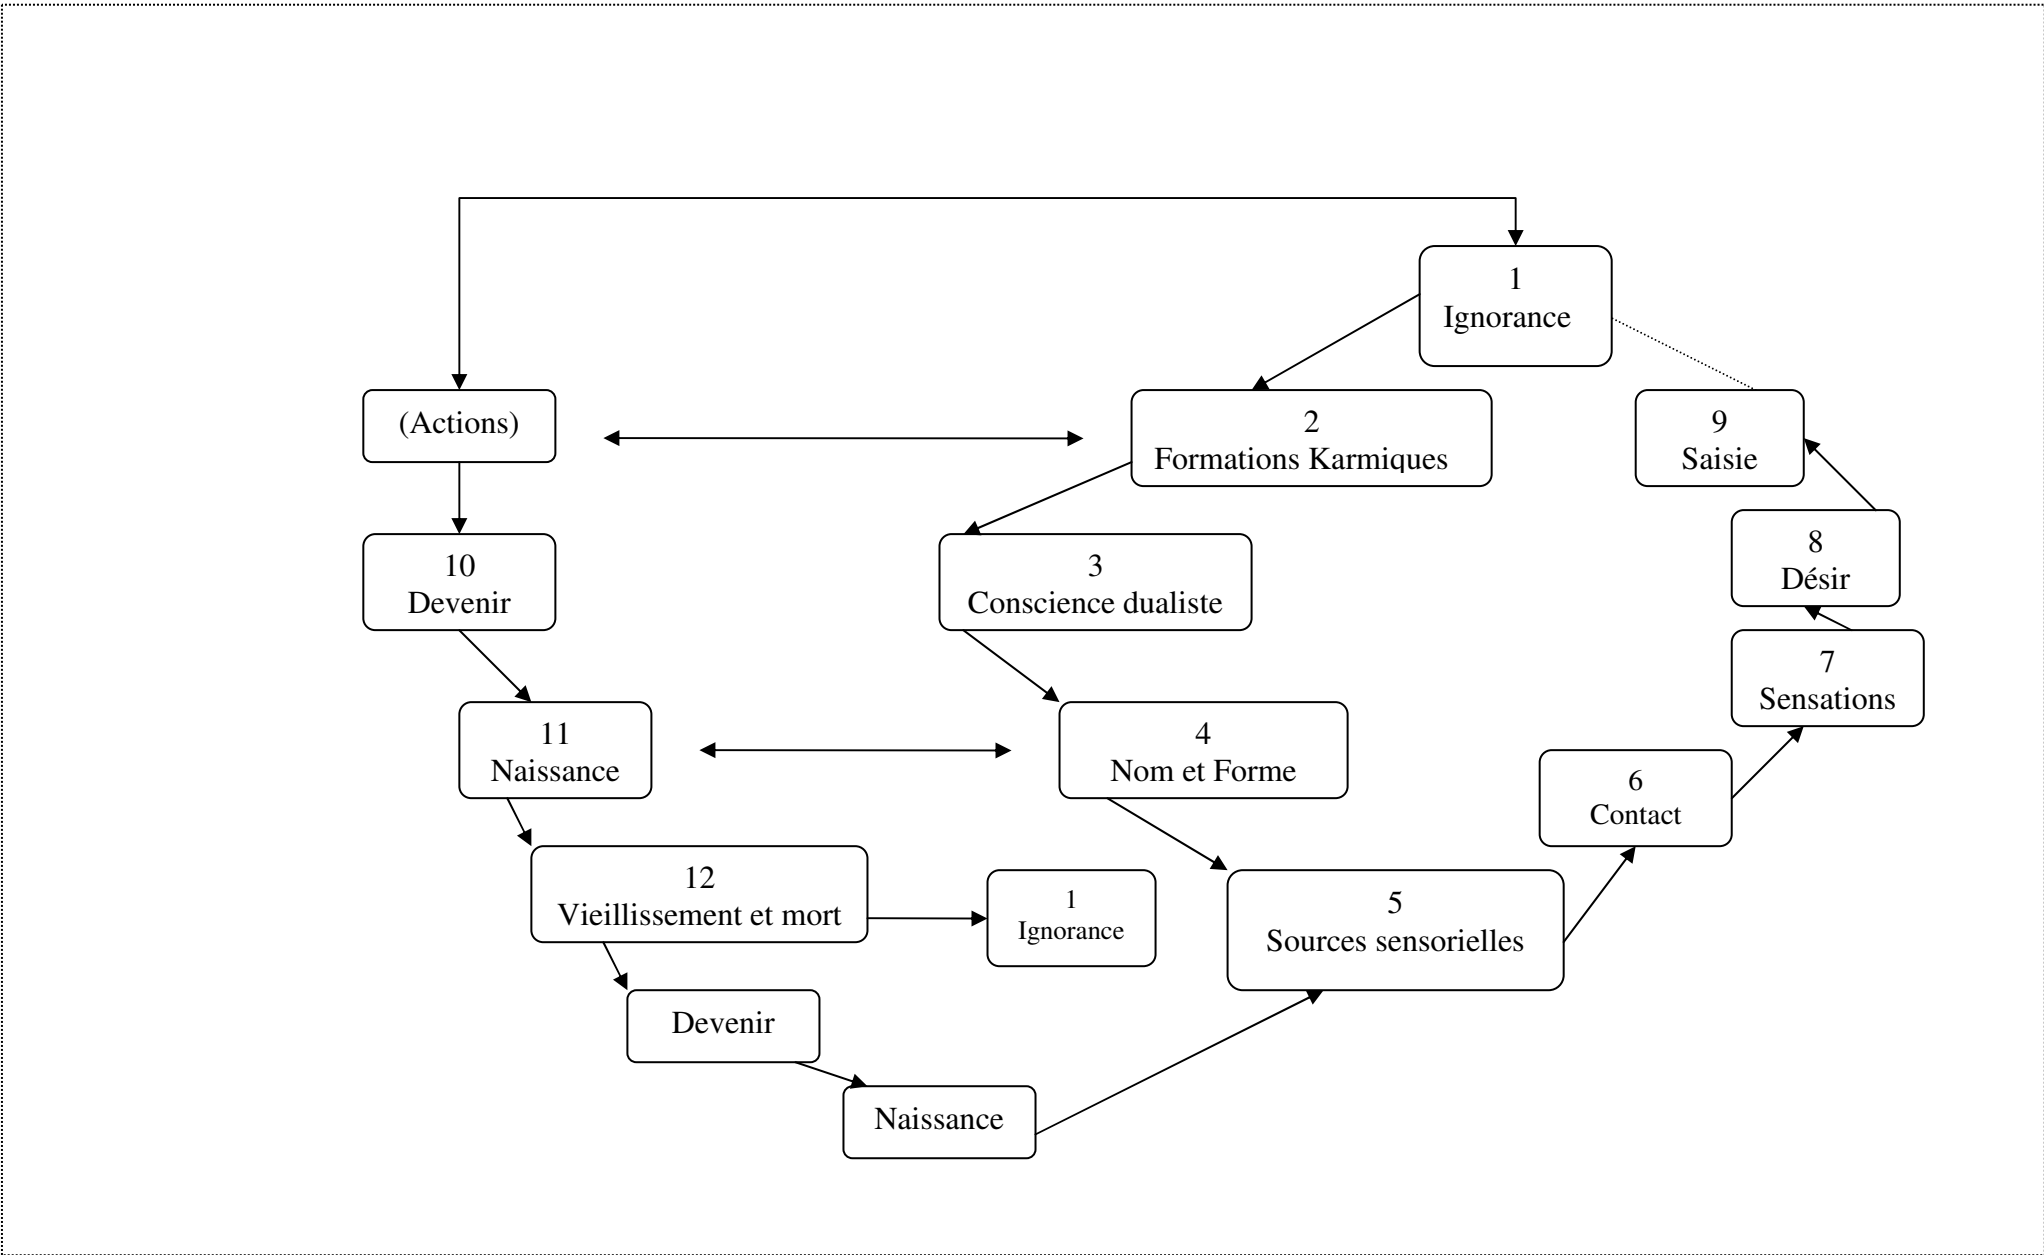 1
Ignorance
(Actions)
2
Formations Karmiques
9
Saisie
10
Devenir
3
Conscience dualiste
8
Désir
7
Sensations
11
Naissance
4
Nom et Forme
6
Contact
12
Vieillissement et mort
1
Ignorance
5
Sources sensorielles
Devenir
Naissance